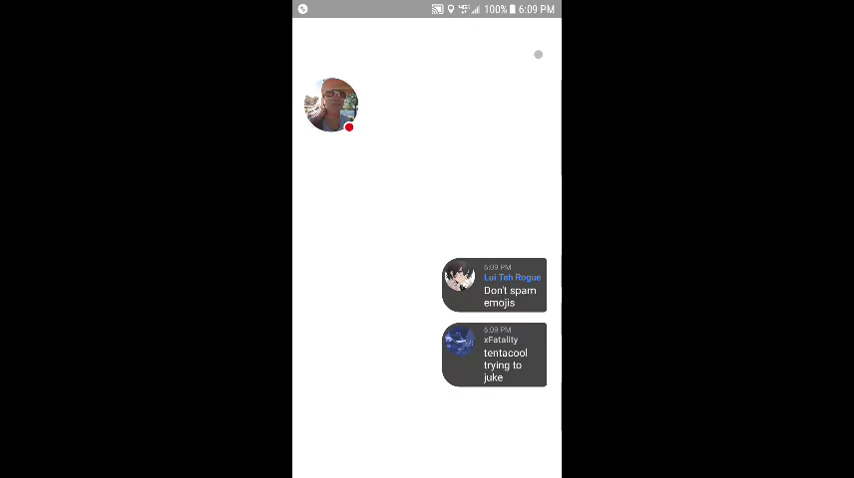 100% 6:09 PM
6:09 PM
Lui Teh Rogue
Don't spam
emojis
6:09 PM
xFatality
tentacool
trying to
juke